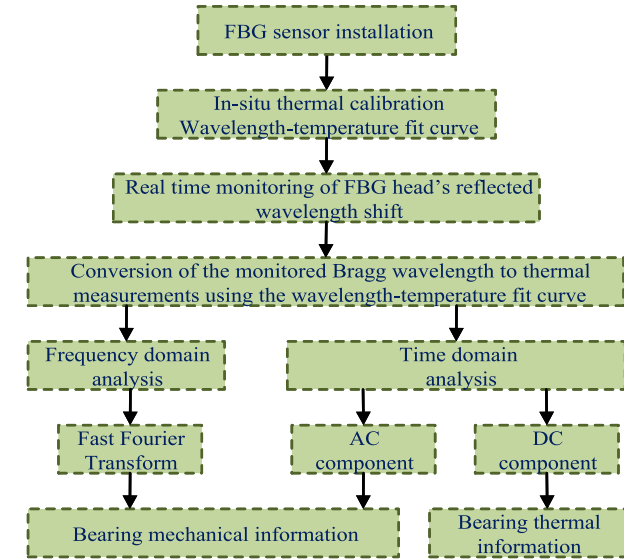 FBG sensor installation
In-situ thermal calibration
Wavelength-temperature fit curve
Real time monitoring of FBG head's reflected
wavelength shift
Conversion of the monitored Bragg wavelength to thermal
measurements using the wavelength-temperature fit curve
Frequency domain
analysis
Time domain
analysis
Fast Fourier
Transform
AC
component
DC
component
Bearing mechanical information
Bearing
thermal information